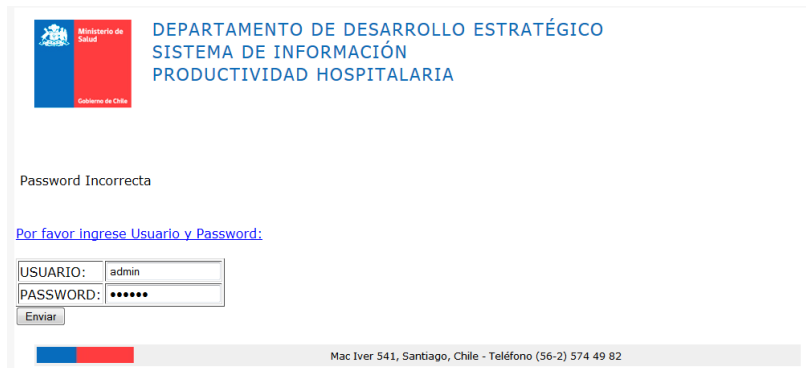 Ministerio de
Salud
Gobierno de Chile
DEPARTAMENTO DE DESARROLLO ESTRATÉGICO
SISTEMA DE INFORMACIÓN
PRODUCTIVIDAD HOSPITALARIA
Password Incorrecta
Por favor ingrese Usuario y Password:
USUARIO: admin
PASSWORD: ••••••
Enviar
Mac Iver 541, Santiago, Chile - Teléfono (56-2) 574 49 82